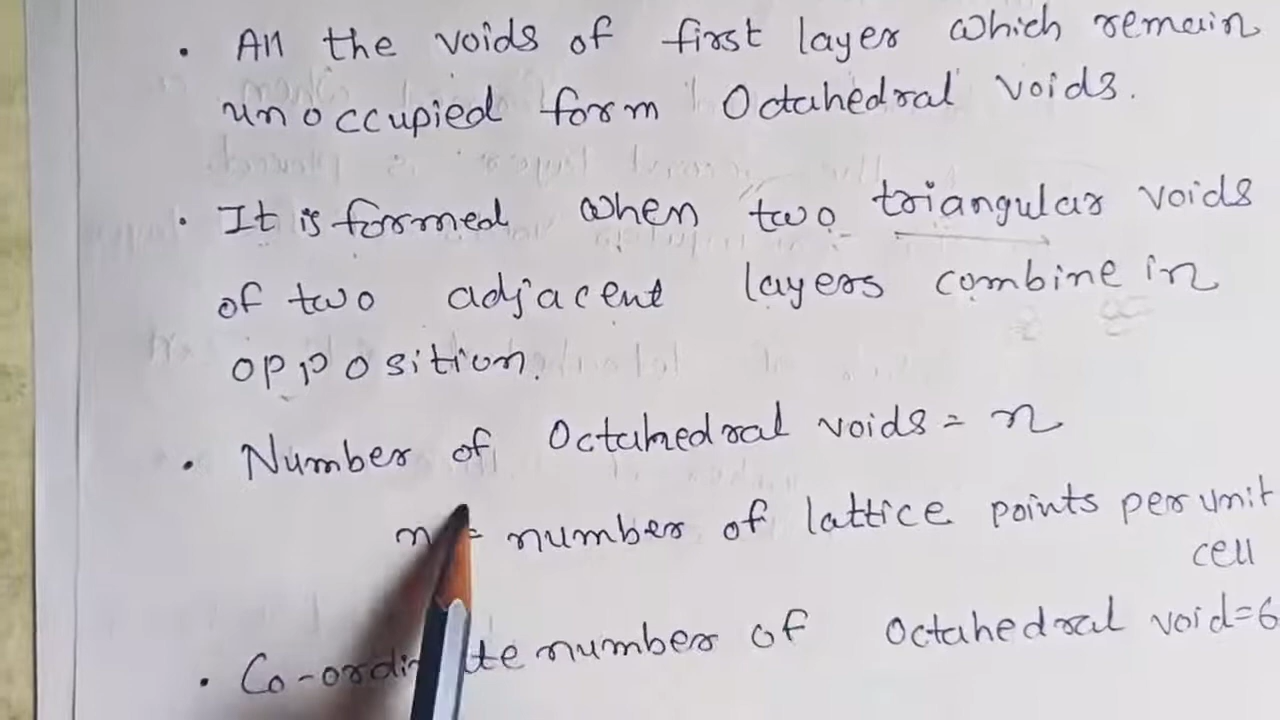 • All the voids of first layer which remain
unoccupied form Octahedral voids.
• It is formed when two triangular voids
of two adjacent layers combine in
opposition.
• Number of Octahedral voids = n
n = number of lattice points per unit
cell
• Co-ordinate number of Octahedral void=6